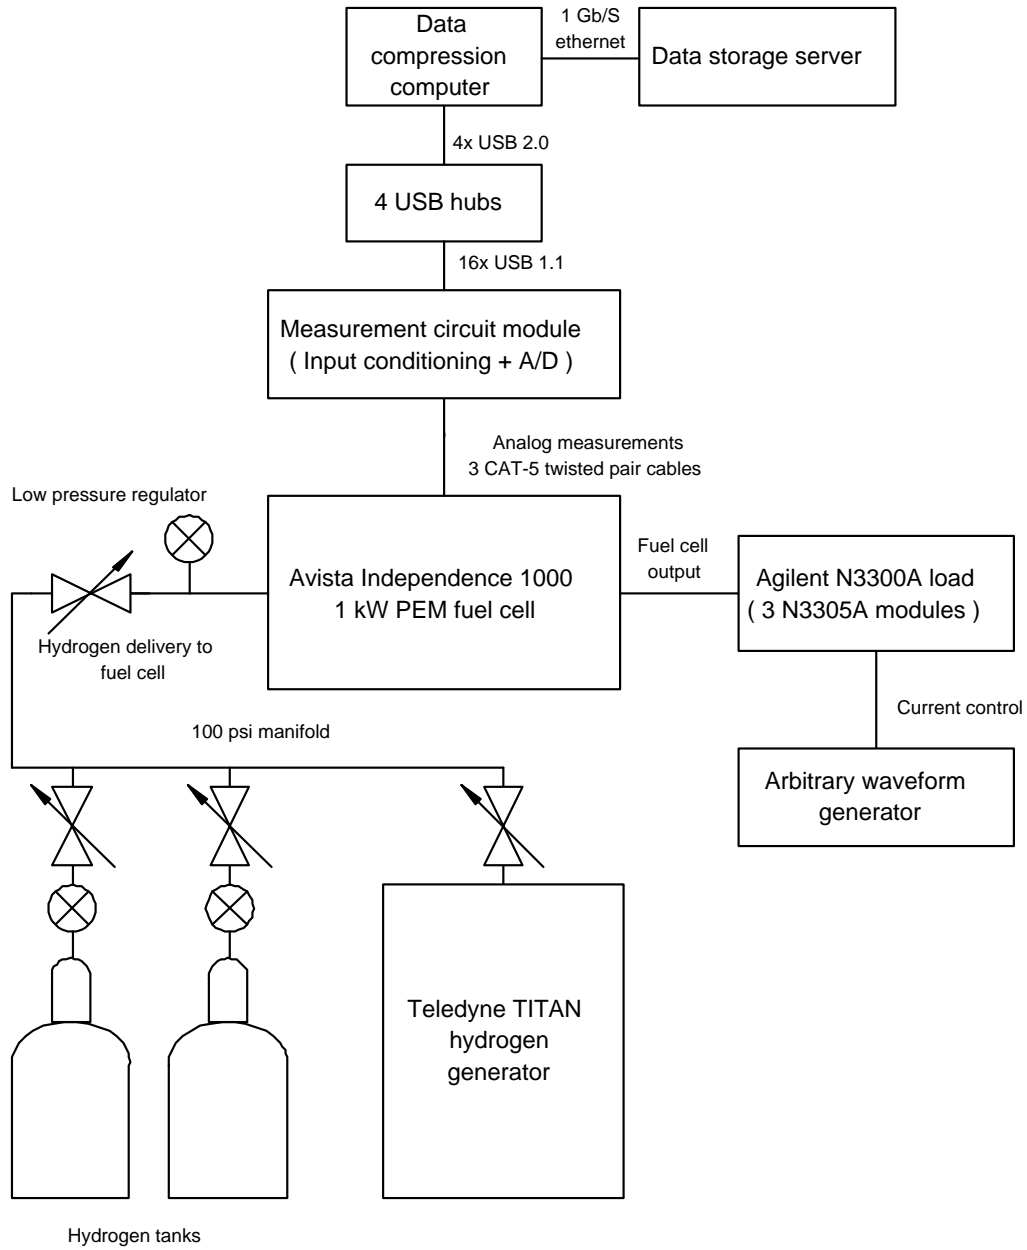 Data
compression
computer
1 Gb/S
ethernet
Data storage server
4x USB 2.0
4 USB hubs
16x USB 1.1
Measurement circuit module
( Input conditioning + A/D )
Analog measurements
3 CAT-5 twisted pair cables
Low pressure regulator
Avista Independence 1000
1 kW PEM fuel cell
Fuel cell
output
Agilent N3300A load
( 3 N3305A modules )
Hydrogen delivery to
fuel cell
Current control
100 psi manifold
Arbitrary waveform
generator
Teledyne TITAN
hydrogen
generator
Hydrogen tanks